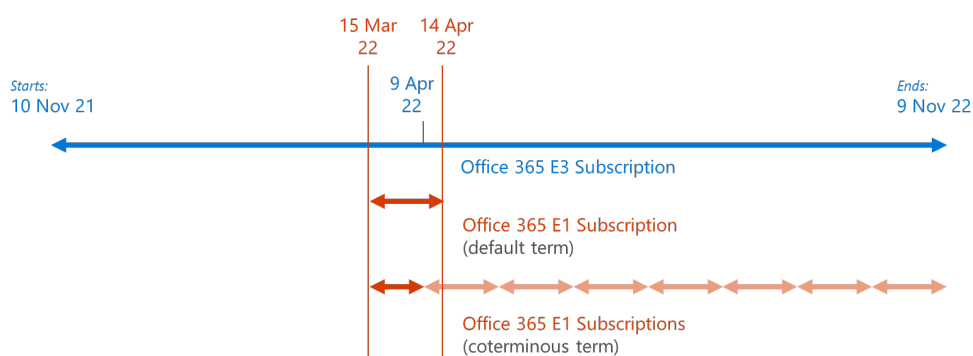 15 Mar
22
14 Apr
22
9 Apr
22
Starts:
10 Nov 21
Ends:
9 Nov 22
Office 365 E3 Subscription
Office 365 E1 Subscription
(default term)
Office 365 E1 Subscriptions
(coterminous term)